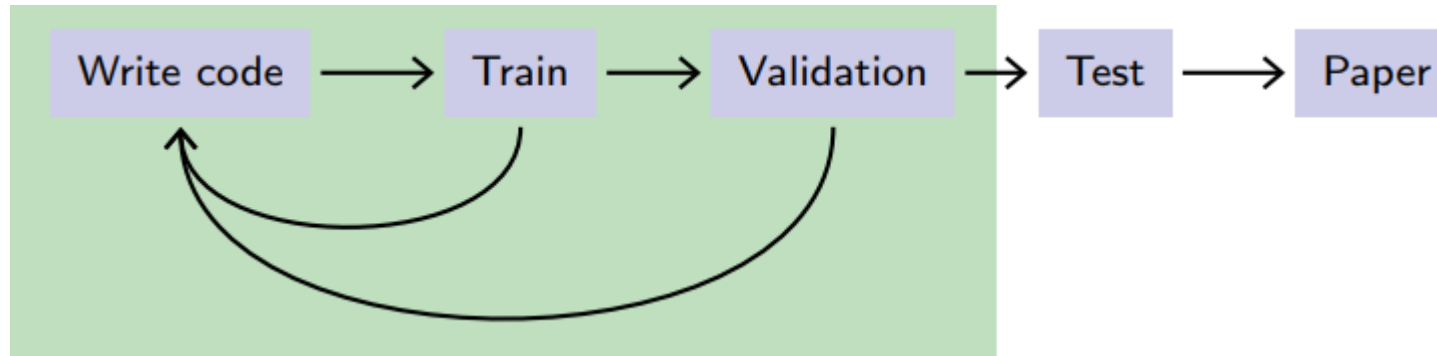 Write code
Train
Validation
Test
Paper